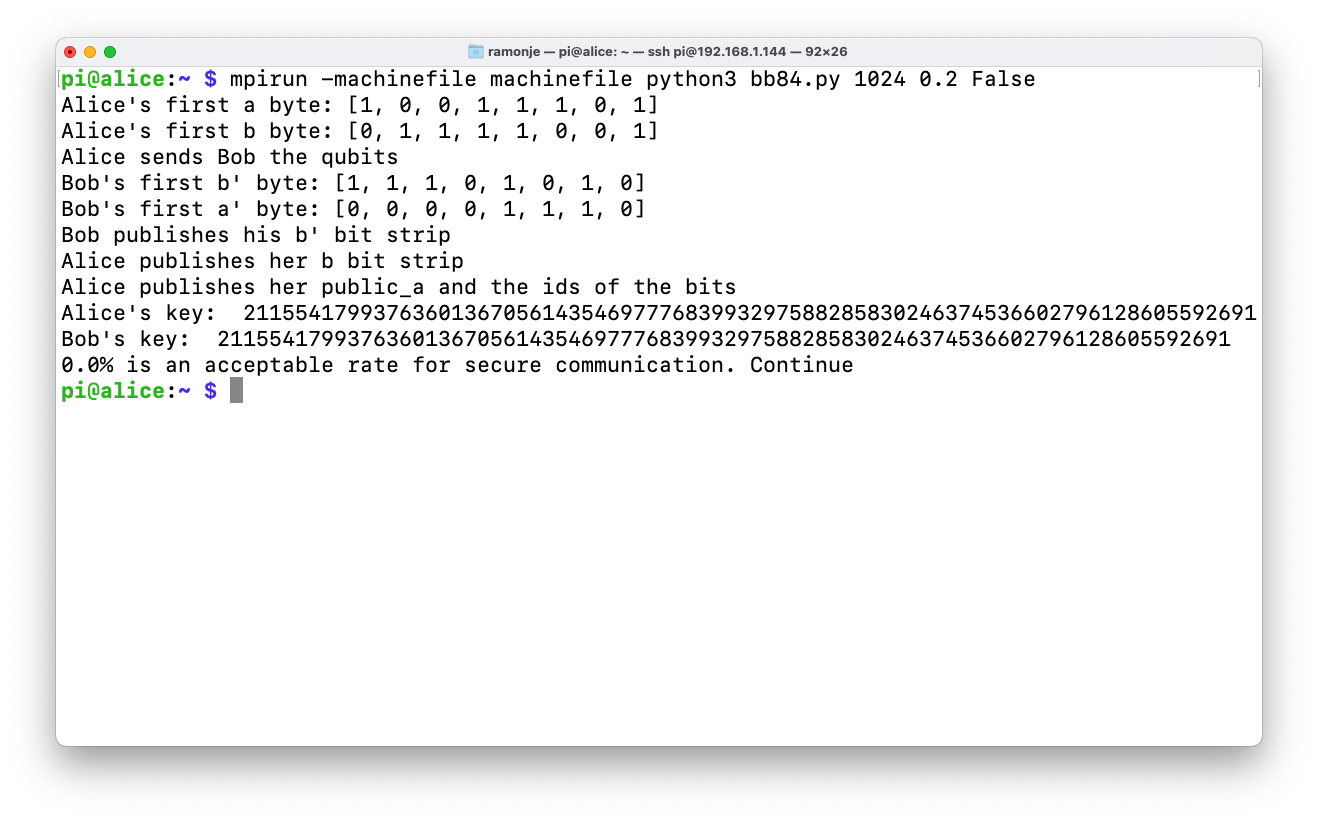 ramonje — pi@alice: ~ — ssh pi@192.168.1.144 — 92×26
pi@alice:~ $ mpirun -machinefile machinefile python3 bb84.py 1024 0.2 False
Alice's first a byte: [1, 0, 0, 1, 1, 1, 0, 1]
Alice's first b byte: [0, 1, 1, 1, 1, 0, 0, 1]
Alice sends Bob the qubits
Bob's first b' byte: [1, 1, 1, 0, 1, 0, 1, 0]
Bob's first a' byte: [0, 0, 0, 0, 1, 1, 1, 0]
Bob publishes his b' bit strip
Alice publishes her b bit strip
Alice publishes her public_a and the ids of the bits
Alice's key:  211554179937636013670561435469777683993297588285830246374536602796128605592691
Bob's key:  211554179937636013670561435469777683993297588285830246374536602796128605592691
0.0% is an acceptable rate for secure communication. Continue
pi@alice:~ $